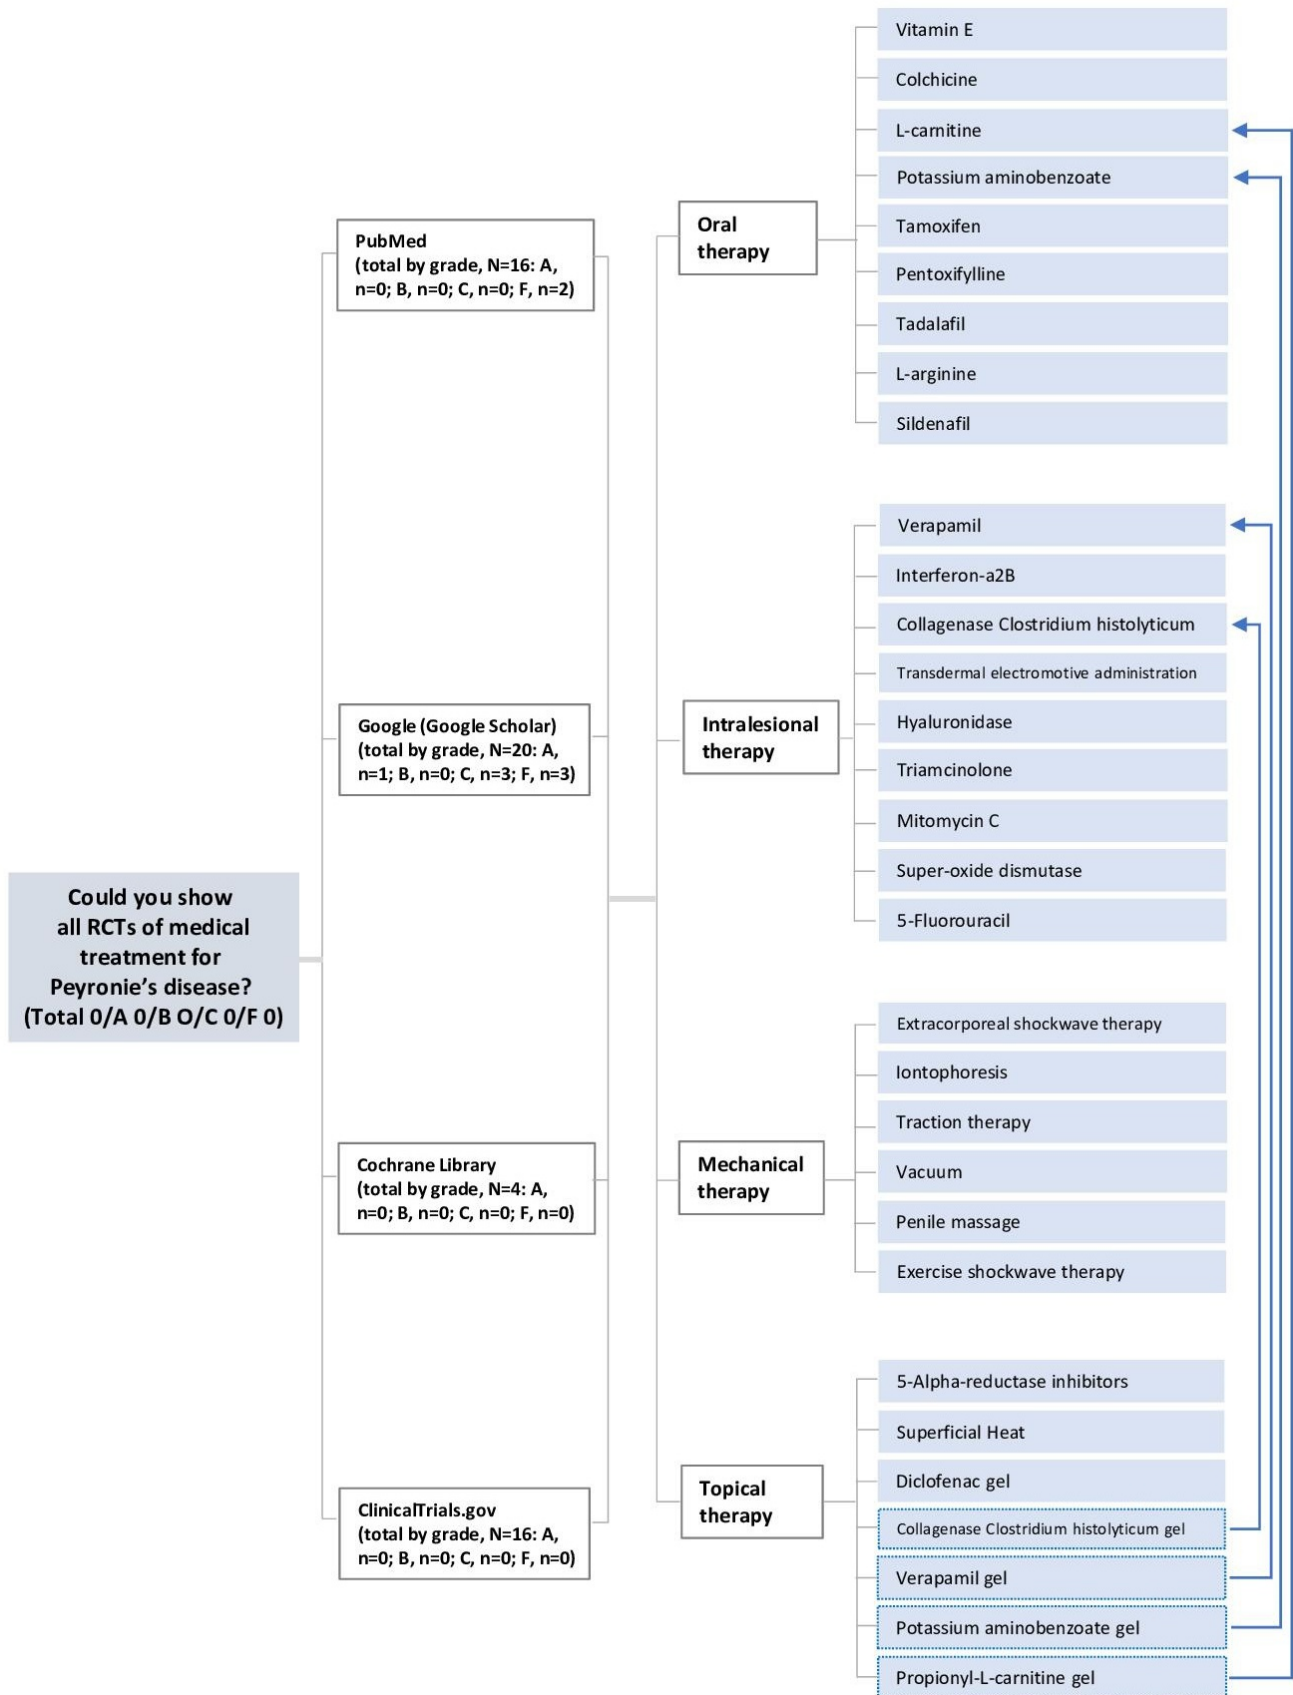 Could you show
all RCTs of medical
treatment for
Peyronie’s disease?
(Total 0/A 0/B O/C 0/F 0)
PubMed
(total by grade, N=16: A,
n=0; B, n=0; C, n=0; F, n=2)
Google (Google Scholar)
(total by grade, N=20: A,
n=1; B, n=0; C, n=3; F, n=3)
Cochrane Library
(total by grade, N=4: A,
n=0; B, n=0; C, n=0; F, n=0)
ClinicalTrials.gov
(total by grade, N=16: A,
n=0; B, n=0; C, n=0; F, n=0)
Oral
therapy
Vitamin E
Colchicine
L-carnitine
Potassium aminobenzoate
Tamoxifen
Pentoxifylline
Tadalafil
L-arginine
Sildenafil
Intralesional
therapy
Verapamil
Interferon-a2B
Collagenase Clostridium histolyticum
Transdermal electromotive administration
Hyaluronidase
Triamcinolone
Mitomycin C
Super-oxide dismutase
5-Fluorouracil
Mechanical
therapy
Extracorporeal shockwave therapy
Iontophoresis
Traction therapy
Vacuum
Penile massage
Exercise shockwave therapy
Topical
therapy
5-Alpha-reductase inhibitors
Superficial Heat
Diclofenac gel
Collagenase Clostridium histolyticum gel
Verapamil gel
Potassium aminobenzoate gel
Propionyl-L-carnitine gel